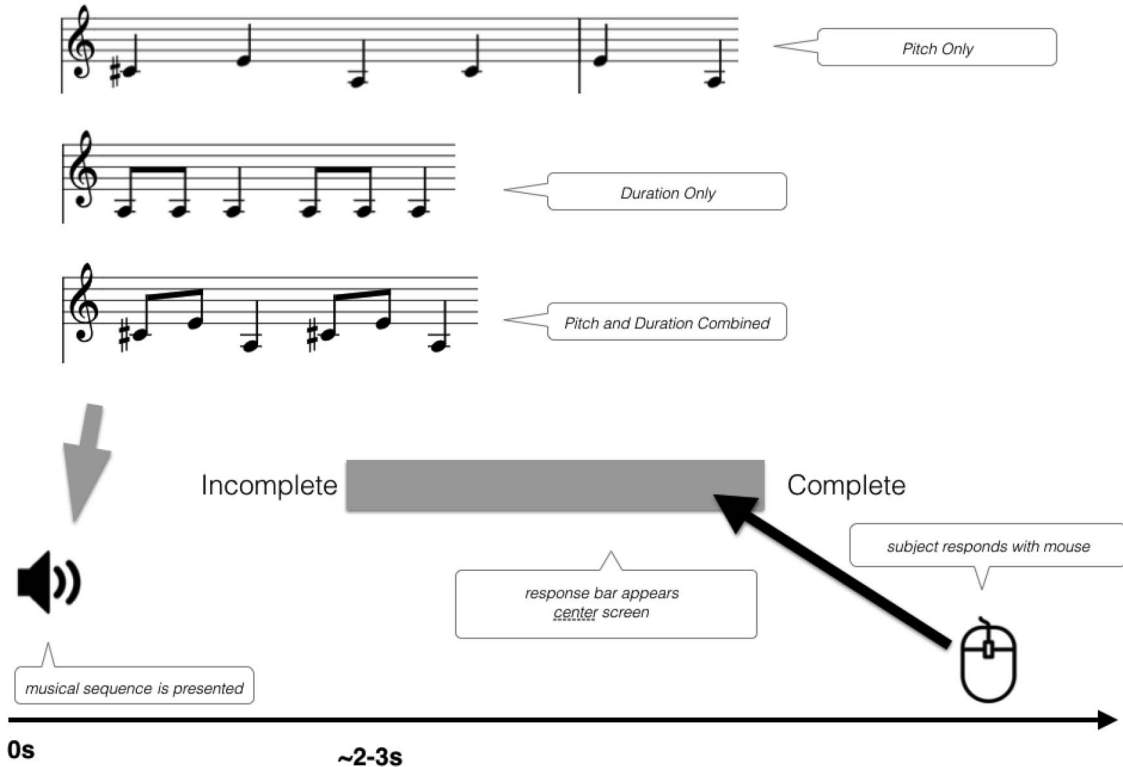 Pitch Only
Duration Only
Pitch and Duration Combined
Incomplete
Complete
subject responds with mouse
response bar appears
center screen
musical sequence is presented
0s
~2-3s